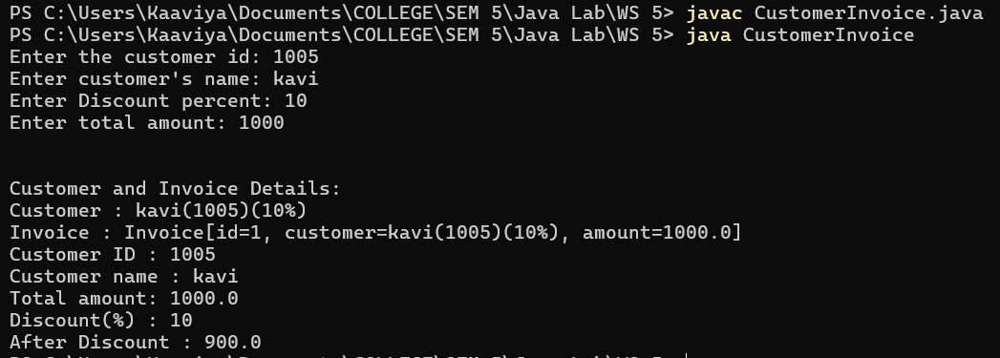 PS C:\Users\Kaaviya\Documents\COLLEGE\SEM 5\Java Lab\WS 5> javac CustomerInvoice.java
PS C:\Users\Kaaviya\Documents\COLLEGE\SEM 5\Java Lab\WS 5> java CustomerInvoice
Enter the customer id: 1005
Enter customer's name: kavi
Enter Discount percent: 10
Enter total amount: 1000
Customer and Invoice Details:
Customer : kavi(1005)(10%)
Invoice : Invoice[id=1, customer=kavi(1005)(10%), amount=1000.0]
Customer ID : 1005
Customer name : kavi
Total amount: 1000.0
Discount(%) : 10
After Discount : 900.0